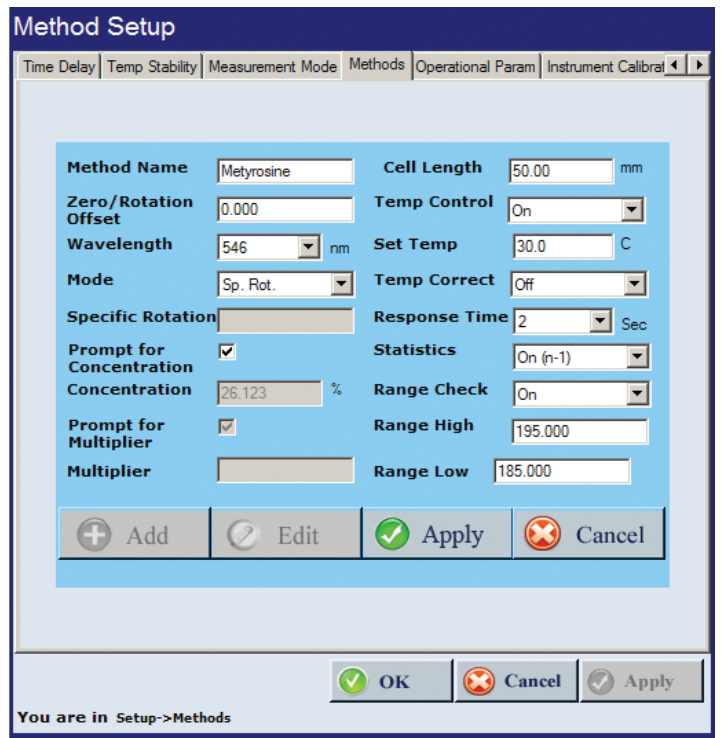 Method Setup
Time Delay Temp Stability Measurement Mode Methods Operational Param Instrument Calibrat
Method Name Metyrosine Cell Length 50.00 mm
Zero/Rotation Offset 0.000 Temp Control On
Wavelength 546 nm Set Temp 30.0 C
Mode Sp. Rot. Temp Correct Off
Specific Rotation Response Time 2 Sec
Prompt for Concentration Statistics On (n-1)
Concentration 26.123 % Range Check On
Prompt for Multiplier Range High 195.000
Multiplier Range Low 185.000
Add Edit Apply Cancel
OK Cancel Apply
You are in Setup->Methods